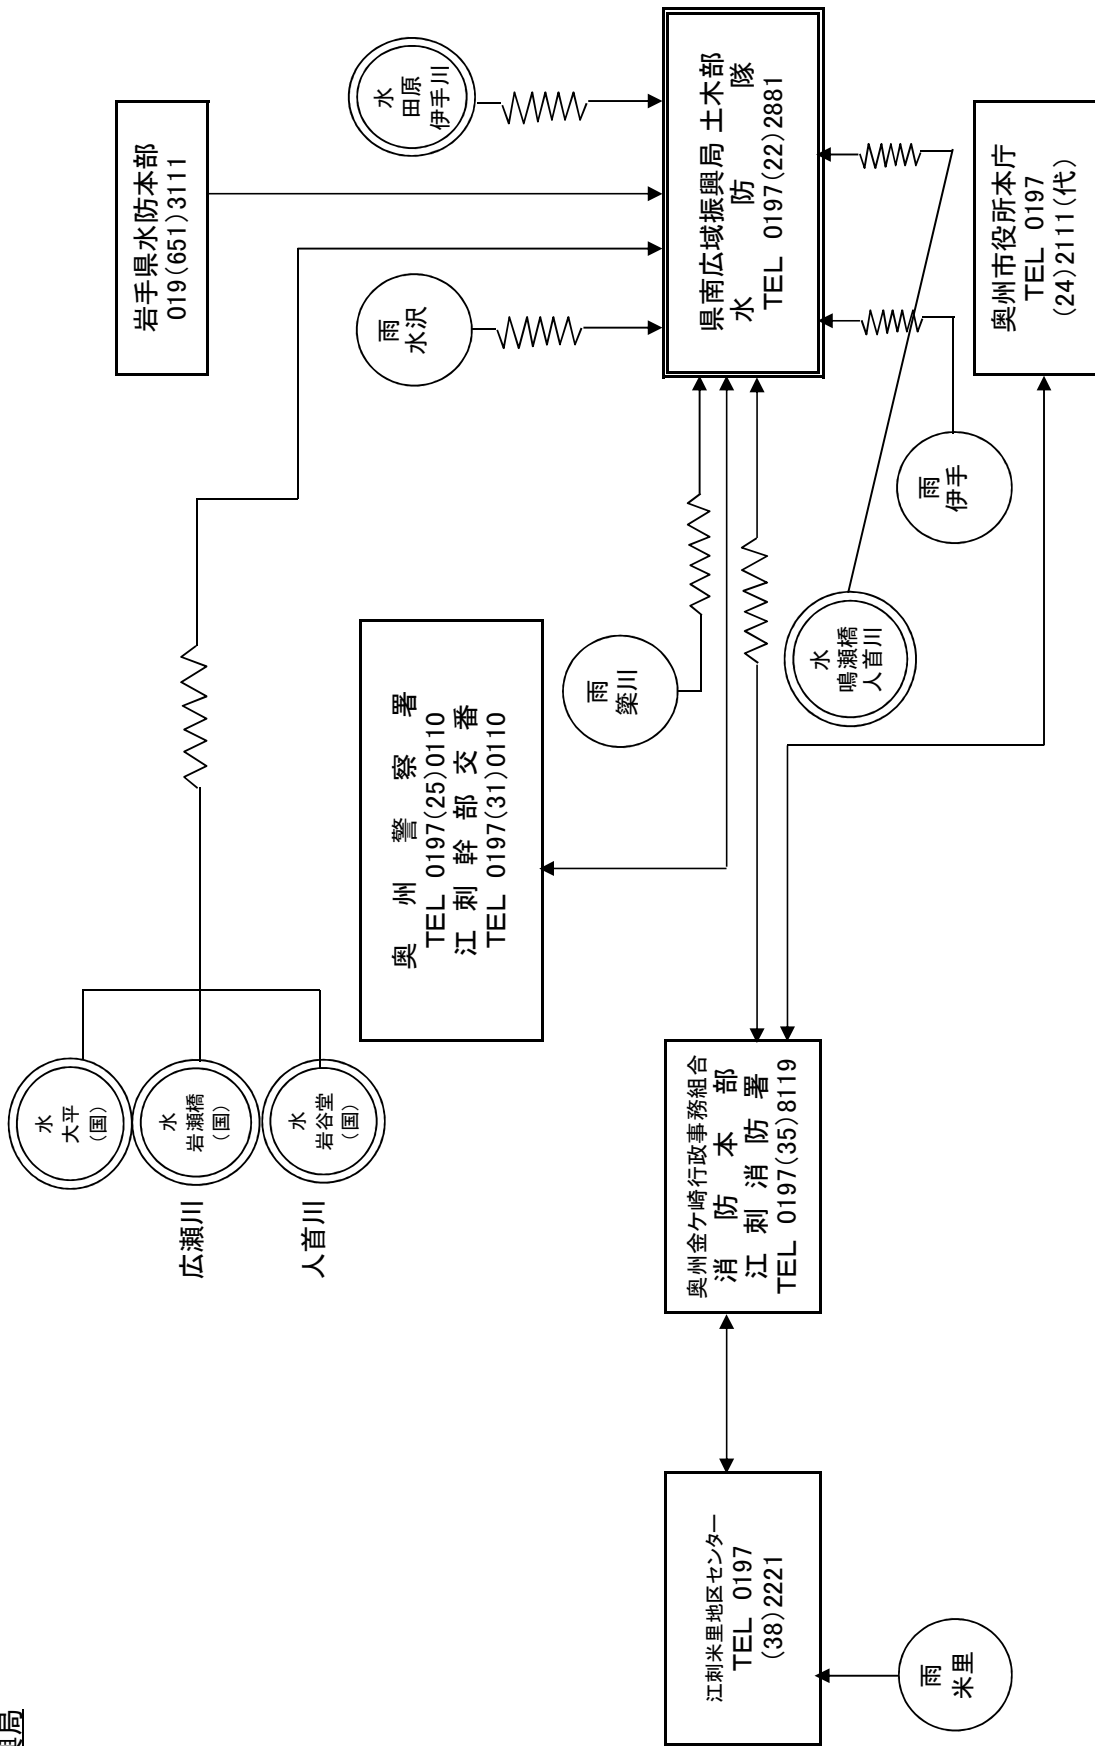 水
大平
(国)
水
岩瀬橋
(国)
水
岩谷堂
(国)
広瀬川
人首川
岩手県水防本部
019(651)3111
水
田原
伊手川
雨
水沢
奥州警察署
TEL 0197(25)0110
江刺幹部交番
TEL 0197(31)0110
雨
簗川
県南広域振興局 土木部
水防隊
TEL 0197(22)2881
奥州金ケ崎行政事務組合
消防本部
江刺消防署
TEL 0197(35)8119
江刺米里地区センター
TEL 0197
(38)2221
水
鳴瀬橋
人首川
雨
伊手
雨
米里
奥州市役所本庁
TEL 0197
(24)2111(代)